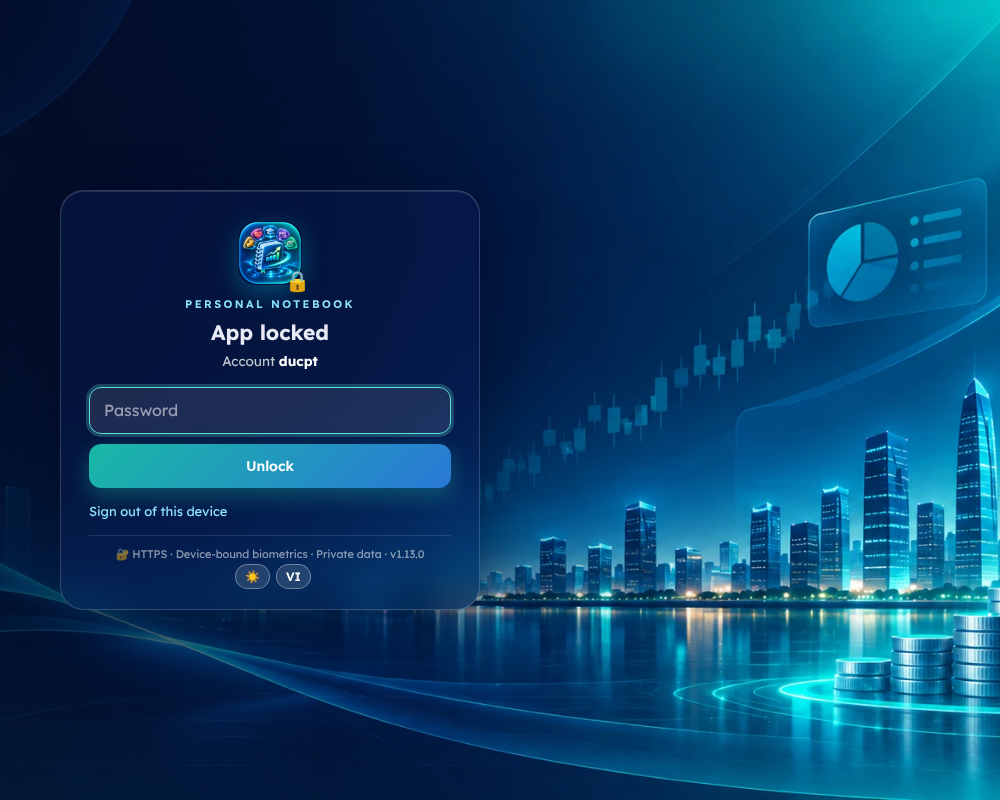 PERSONAL NOTEBOOK
App locked
Account ducpt
Password
Unlock
Sign out of this device
🔐 HTTPS · Device-bound biometrics · Private data · v1.13.0
☀️ VI